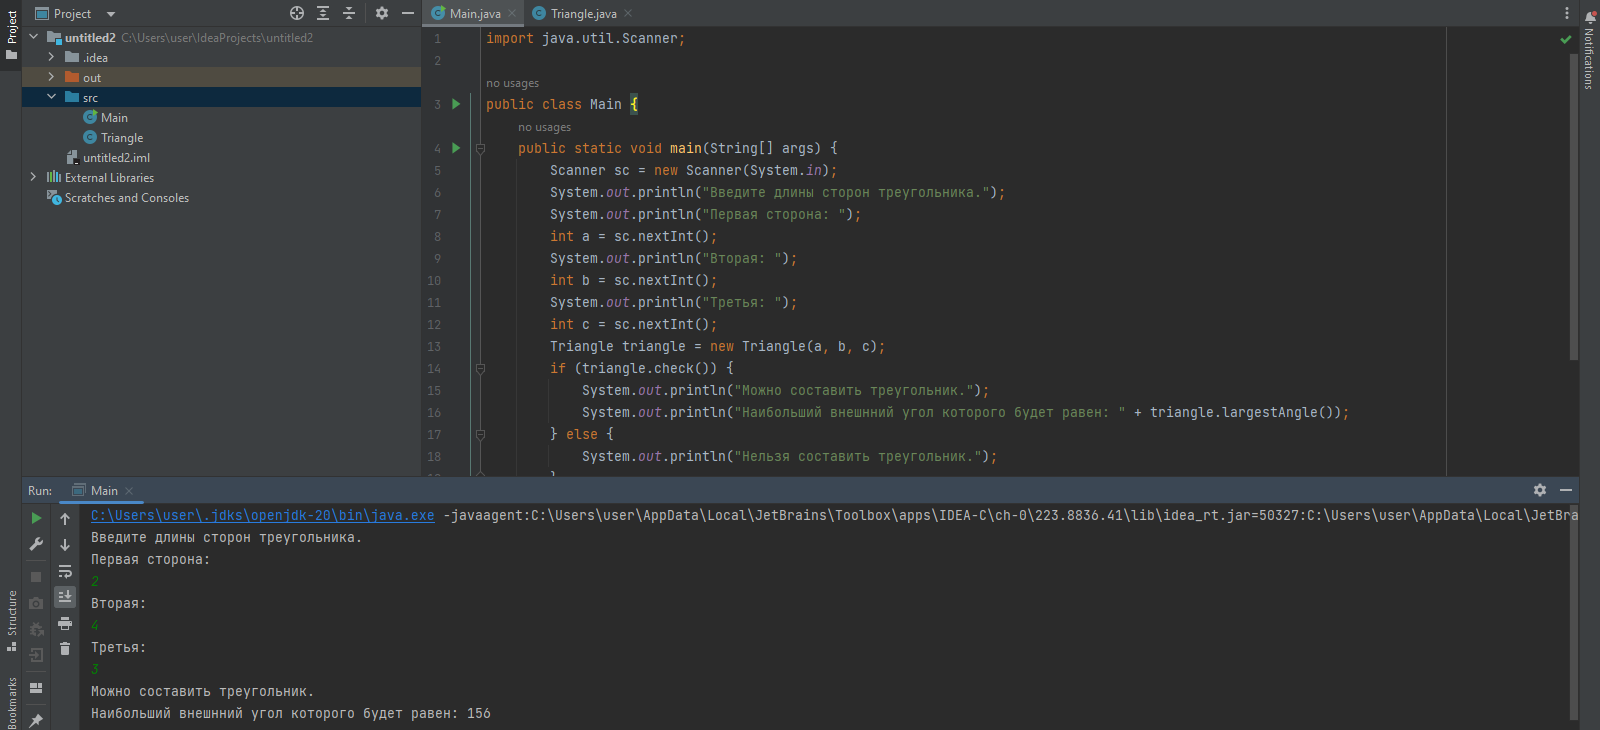 Project
Main.java
Triangle.java
Project
untitled2 C:\Users\user\IdeaProjects\untitled2
.idea
out
src
Main
Triangle
untitled2.iml
External Libraries
Scratches and Consoles
1 import java.util.Scanner;
2
no usages
3 public class Main {
no usages
4 public static void main(String[] args) {
5 Scanner sc = new Scanner(System.in);
6 System.out.println("Введите длины сторон треугольника.");
7 System.out.println("Первая сторона: ");
8 int a = sc.nextInt();
9 System.out.println("Вторая: ");
10 int b = sc.nextInt();
11 System.out.println("Третья: ");
12 int c = sc.nextInt();
13 Triangle triangle = new Triangle(a, b, c);
14 if (triangle.check()) {
15 System.out.println("Можно составить треугольник.");
16 System.out.println("Наибольший внешнний угол которого будет равен: " + triangle.largestAngle());
17 } else {
18 System.out.println("Нельзя составить треугольник.");
Notifications
Run: Main
C:\Users\user\.jdks\openjdk-20\bin\java.exe -javaagent:C:\Users\user\AppData\Local\JetBrains\Toolbox\apps\IDEA-C\ch-0\223.8836.41\lib\idea_rt.jar=50327:C:\Users\user\AppData\Local\JetBra
Введите длины сторон треугольника.
Первая сторона:
2
Вторая:
4
Третья:
3
Можно составить треугольник.
Наибольший внешнний угол которого будет равен: 156
Structure
Bookmarks